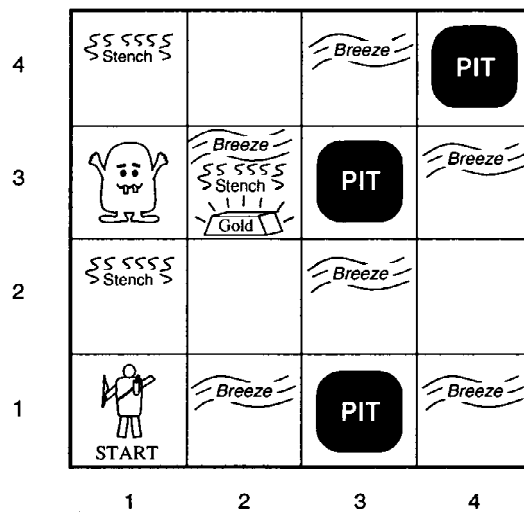 4
Stench
Breeze
PIT
3
Breeze
Stench
Gold
PIT
Breeze
2
Stench
Breeze
1
START
Breeze
PIT
Breeze
1 2 3 4